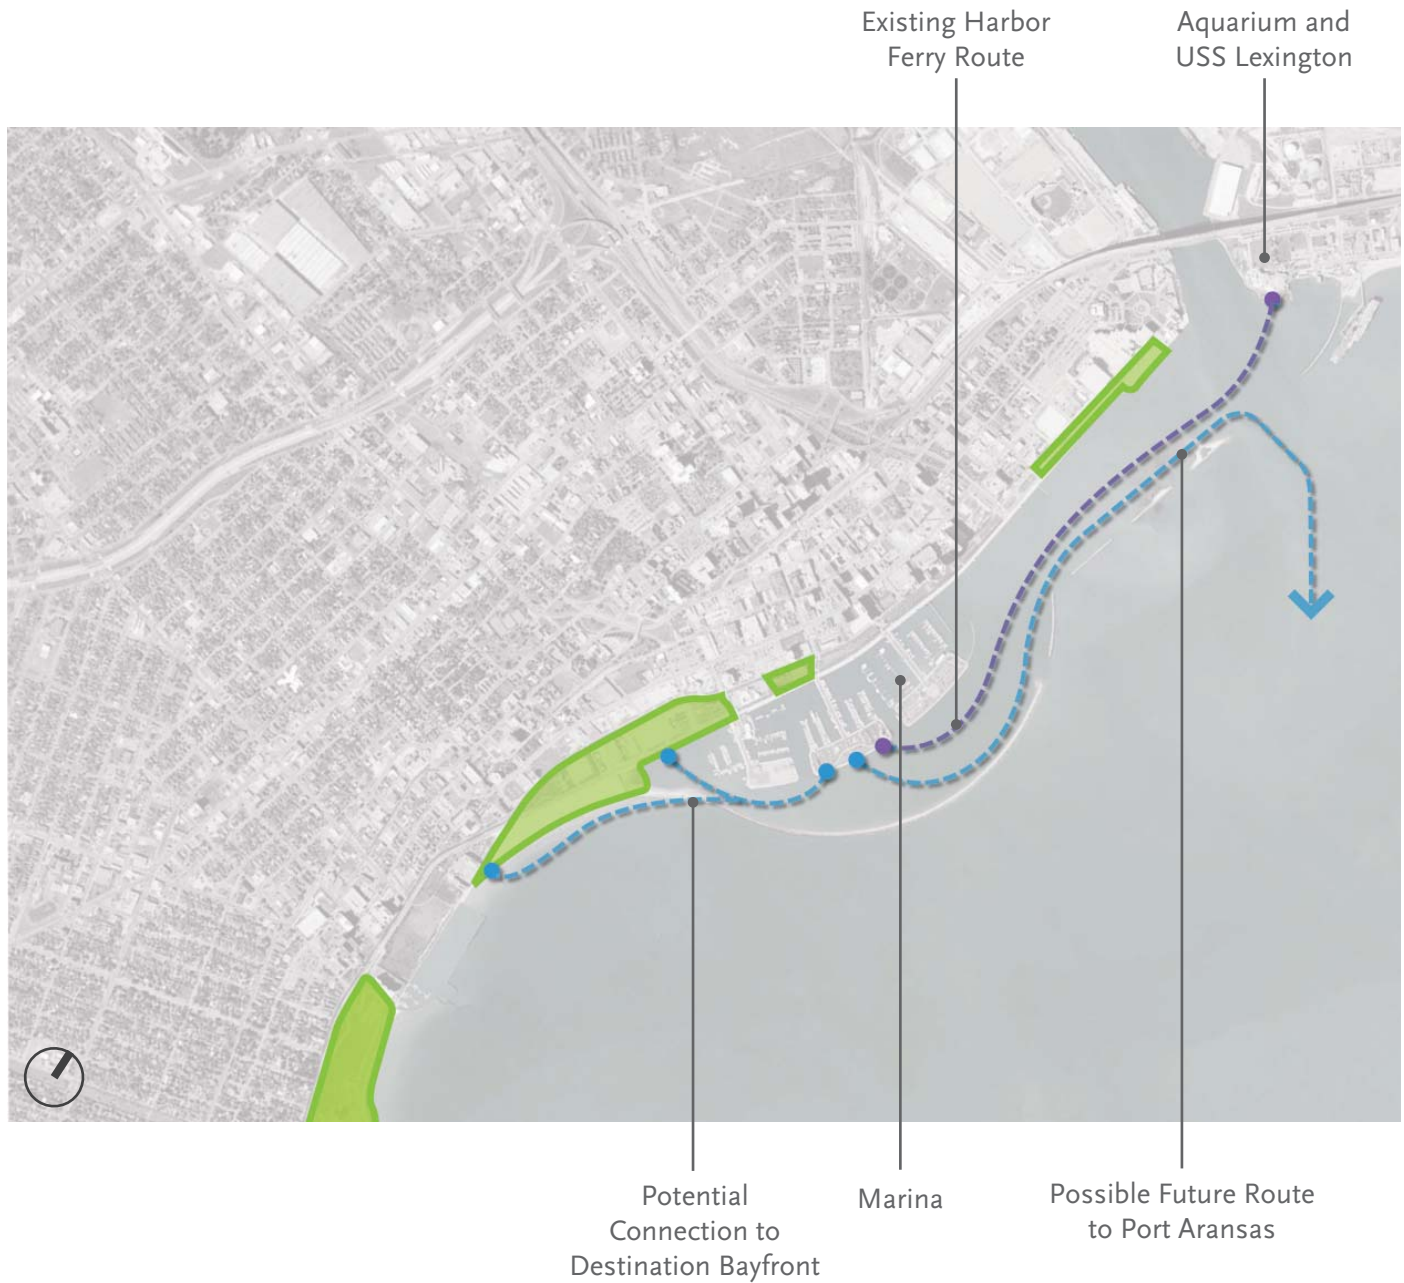 Existing Harbor
Ferry Route
Aquarium and
USS Lexington
Potential
Connection to
Destination Bayfront
Marina
Possible Future Route
to Port Aransas